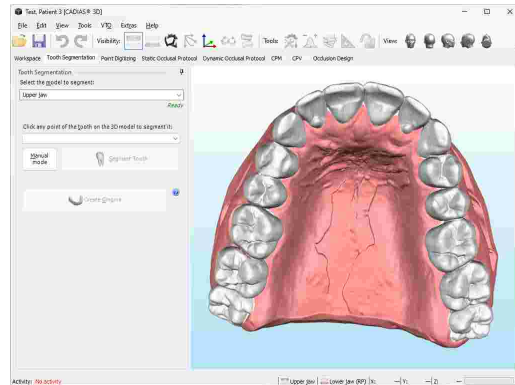 Test, Patient 3 [CADIAS® 3D]
File Edit View Tools VTO Extras Help
Visibility: Tools: View:
Workspace Tooth Segmentation Point Digitizing Static Occlusal Protocol Dynamic Occlusal Protocol CPM CPV Occlusion Design
Tooth Segmentation
Select the model to segment:
Upper Jaw
Ready
Click any point of the tooth on the 3D model to segment it:
Manual mode
Segment Tooth
Create Gingiva
Activity: No activity
Upper Jaw Lower Jaw (RP) X: — Y: — Z: —